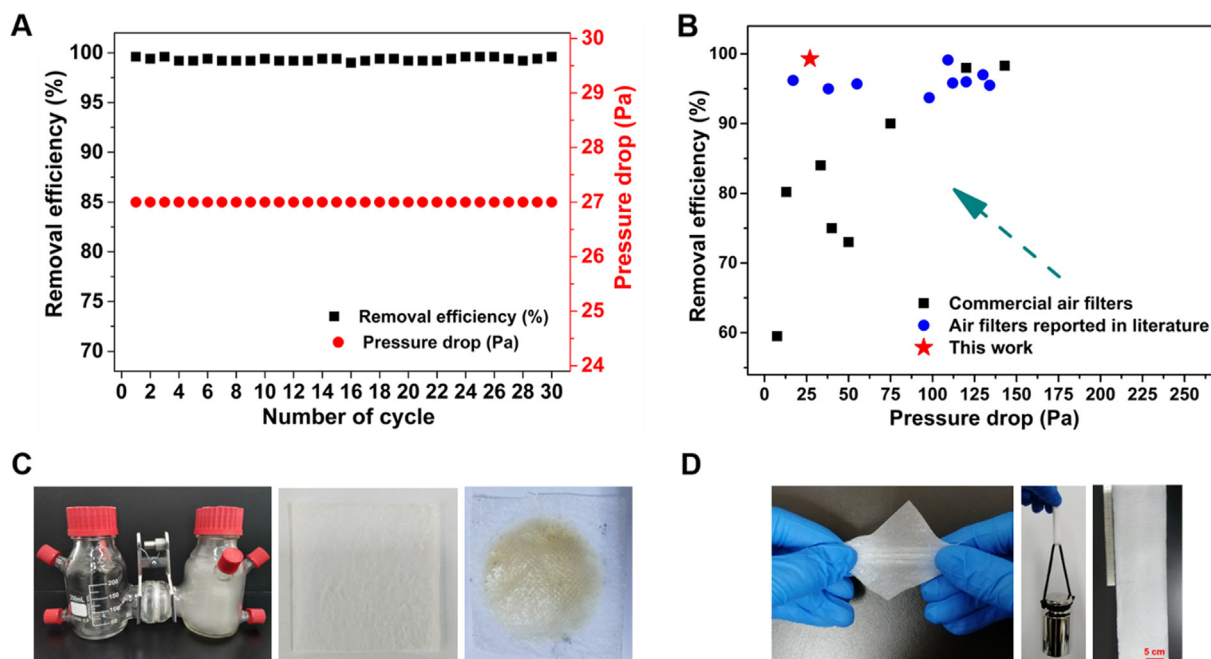 A
Removal efficiency (%)
100
95
90
85
80
75
70
30
29
28
27
26
25
24
Pressure drop (Pa)
Removal efficiency (%)
Pressure drop (Pa)
0 2 4 6 8 10 12 14 16 18 20 22 24 26 28 30
Number of cycle
B
Removal efficiency (%)
100
90
80
70
60
Commercial air filters
Air filters reported in literature
This work
0 25 50 75 100 125 150 175 200 225 250
Pressure drop (Pa)
C
200
150
100
50
D
5 cm